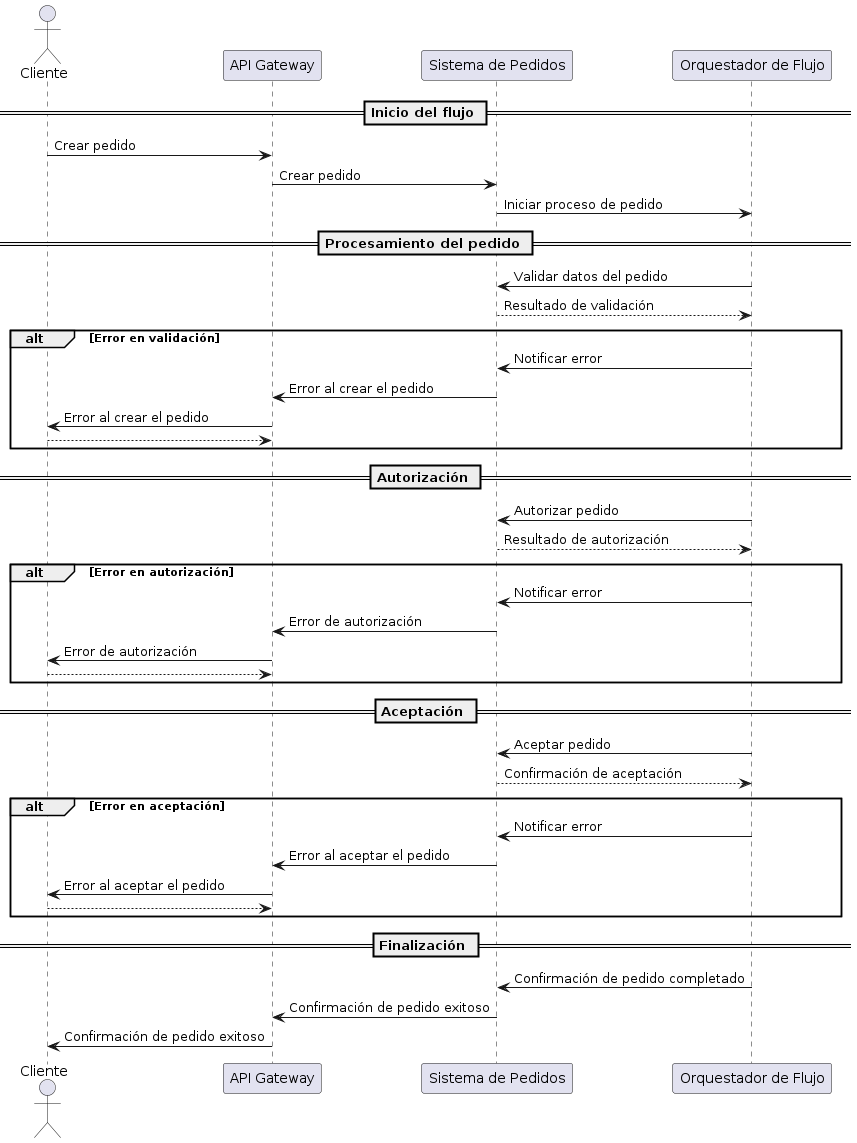 Cliente
API Gateway
Sistema de Pedidos
Orquestador de Flujo
Inicio del flujo
Crear pedido
Crear pedido
Iniciar proceso de pedido
Procesamiento del pedido
Validar datos del pedido
Resultado de validación
alt [Error en validación]
Notificar error
Error al crear el pedido
Error al crear el pedido
Autorización
Autorizar pedido
Resultado de autorización
alt [Error en autorización]
Notificar error
Error de autorización
Error de autorización
Aceptación
Aceptar pedido
Confirmación de aceptación
alt [Error en aceptación]
Notificar error
Error al aceptar el pedido
Error al aceptar el pedido
Finalización
Confirmación de pedido completado
Confirmación de pedido exitoso
Confirmación de pedido exitoso
Cliente
API Gateway
Sistema de Pedidos
Orquestador de Flujo